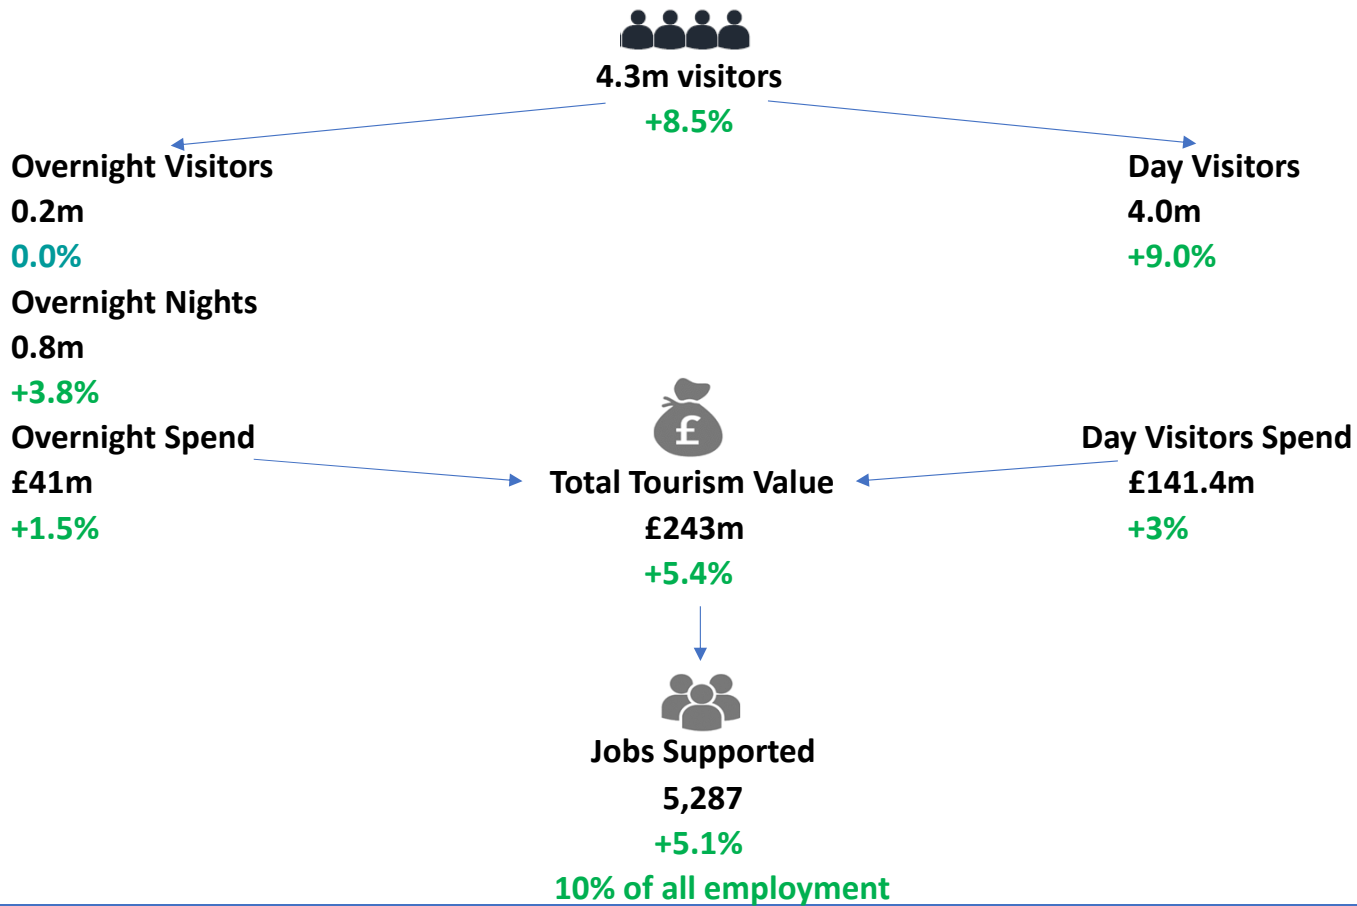 4.3m visitors
+8.5%
Overnight Visitors
0.2m
0.0%
Overnight Nights
0.8m
+3.8%
Overnight Spend
£41m
+1.5%
Day Visitors
4.0m
+9.0%
Day Visitors Spend
£141.4m
+3%
£
Total Tourism Value
£243m
+5.4%
Jobs Supported
5,287
+5.1%
10% of all employment